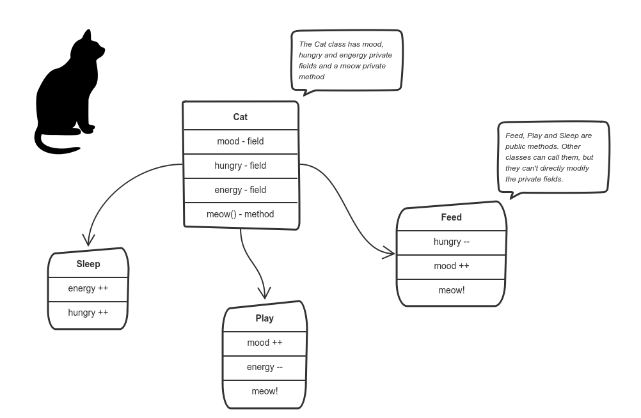 The Cat class has mood,
hungry and engergy private
fields and a meow private
method
Cat
mood - field
hungry - field
energy - field
meow() - method
Feed, Play and Sleep are
public methods. Other
classes can call them, but
they can't directly modify
the private fields.
Feed
hungry --
mood ++
meow!
Sleep
energy ++
hungry ++
Play
mood ++
energy --
meow!